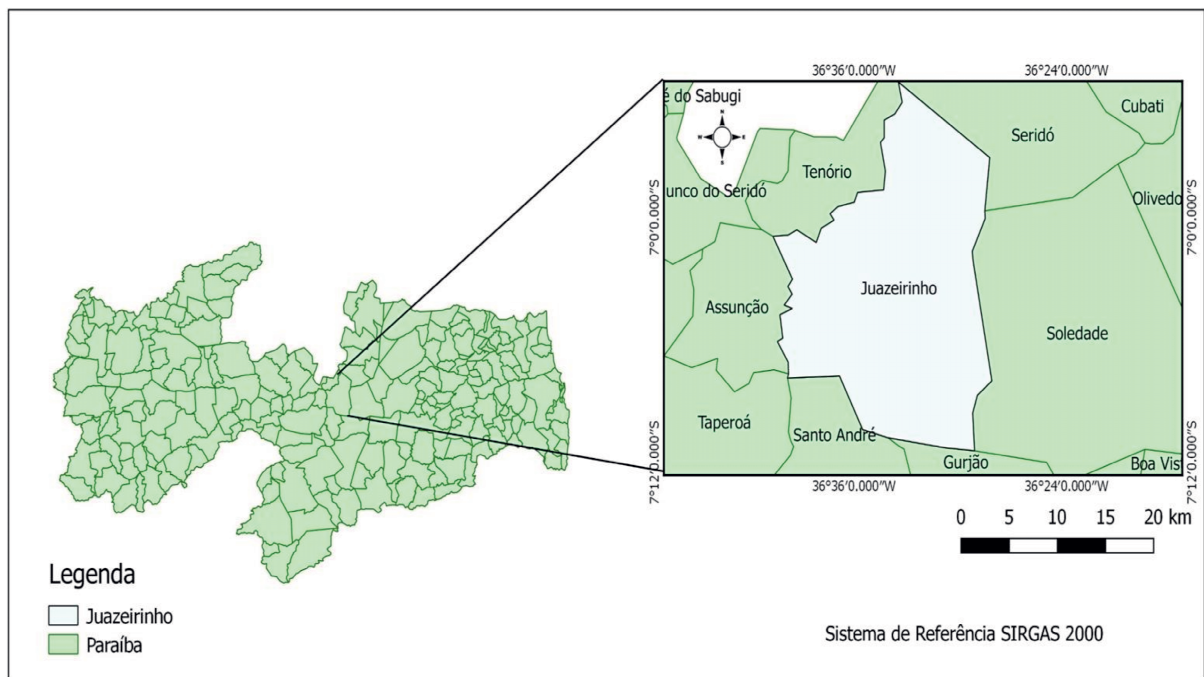 36°36'0.000"W 36°24'0.000"W
é do Sabugi
Cubati
N
W E
S
Seridó
Tenório
unco do Seridó
Olivedo
7°0'0.000"S 7°0'0.000"S
Juazeirinho
Assunção
Soledade
Taperoá
Santo André
Gurjão
Boa Vist
7°12'0.000"S 7°12'0.000"S
36°36'0.000"W 36°24'0.000"W
0 5 10 15 20 km
Legenda
Juazeirinho
Paraíba
Sistema de Referência SIRGAS 2000